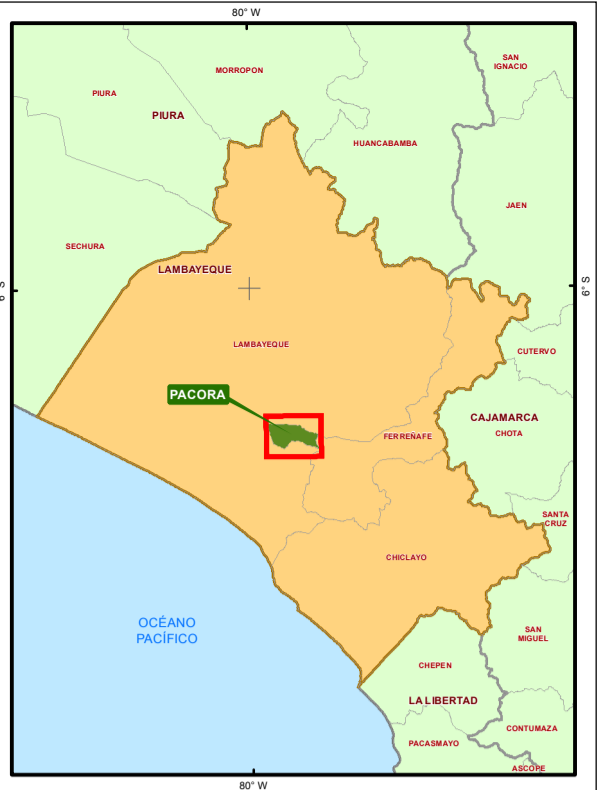 80° W
SAN
IGNACIO
MORROPON
PIURA
PIURA
HUANCABAMBA
JAEN
SECHURA
LAMBAYEQUE
6° S
6° S
LAMBAYEQUE
CUTERVO
PACORA
CAJAMARCA
CHOTA
FERREÑAFE
SANTA
CRUZ
CHICLAYO
OCÉANO
PACÍFICO
SAN
MIGUEL
CHEPEN
LA LIBERTAD
CONTUMAZA
PACASMAYO
ASCOPE
80° W